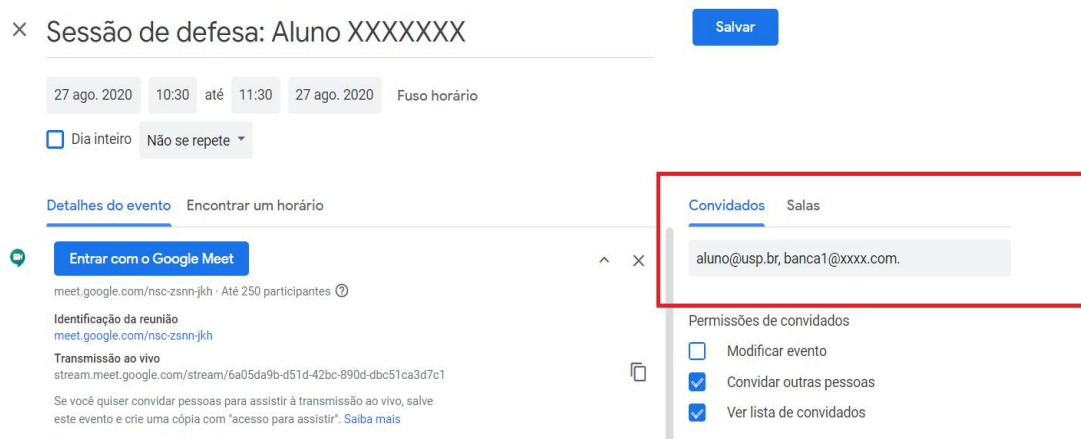 Sessão de defesa: Aluno XXXXXXX
Salvar
27 ago. 2020 10:30 até 11:30 27 ago. 2020 Fuso horário
Dia inteiro Não se repete
Detalhes do evento Encontrar um horário
Convidados Salas
Entrar com o Google Meet
aluno@usp.br, banca1@xxxx.com.
meet.google.com/nsc-zsnn-jkh · Até 250 participantes
Identificação da reunião
meet.google.com/nsc-zsnn-jkh
Transmissão ao vivo
stream.meet.google.com/stream/6a05da9b-d51d-42bc-890d-dbc51ca3d7c1
Se você quiser convidar pessoas para assistir à transmissão ao vivo, salve
este evento e crie uma cópia com "acesso para assistir". Saiba mais
Permissões de convidados
Modificar evento
Convidar outras pessoas
Ver lista de convidados